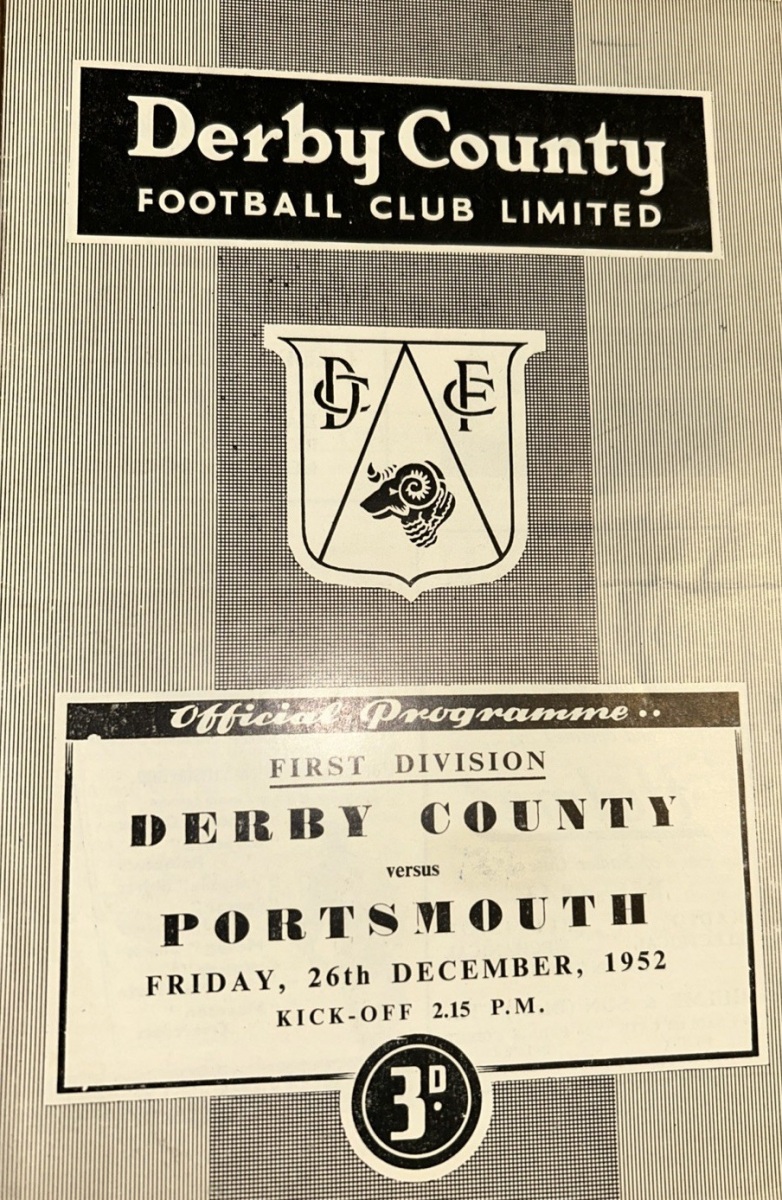 Derby County
FOOTBALL CLUB LIMITED
DC FC
Official Programme ..
FIRST DIVISION
DERBY COUNTY
versus
PORTSMOUTH
FRIDAY, 26th DECEMBER, 1952
KICK-OFF 2.15 P.M.
3D.